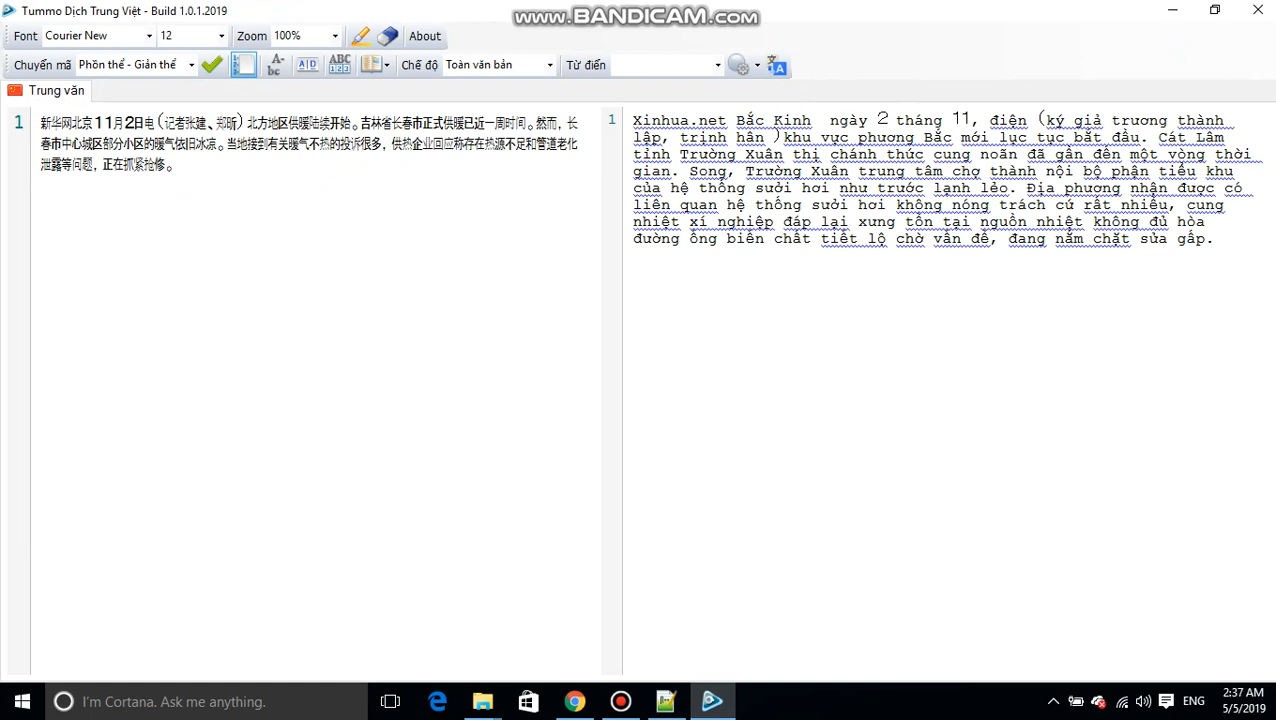 Tummo Dịch Trung Việt - Build 1.0.1.2019
WWW.BANDICAM.COM
Font Courier New 12 Zoom 100% About
Chuyển mã Phồn thể - Giản thể A- bc A D ABC 123 Chế độ Toàn văn bản Từ điển
Trung văn
1 新华网北京11月2日电（记者张建、郑昕）北方地区供暖陆续开始。吉林省长春市正式供暖已近一周时间。然而，长
春市中心城区部分小区的暖气依旧冰凉。当地接到有关暖气不热的投诉很多，供热企业回应称存在热源不足和管道老化
泄露等问题，正在抓紧抢修。
1 Xinhua.net Bắc Kinh ngày 2 tháng 11, điện (ký giả trương thành
lập, trịnh hân )khu vực phương Bắc mới lục tục bắt đầu. Cát Lâm
tỉnh Trường Xuân thị chánh thức cung noãn đã gần đến một vòng thời
gian. Song, Trường Xuân trung tâm chợ thành nội bộ phận tiểu khu
của hệ thống sưởi hơi như trước lạnh lẻo. Địa phương nhận được có
liên quan hệ thống sưởi hơi không nóng trách cứ rất nhiều, cung
nhiệt xí nghiệp đáp lại xưng tồn tại nguồn nhiệt không đủ hòa
đường ống biến chất tiết lộ chờ vấn đề, đang nắm chặt sửa gấp.
I'm Cortana. Ask me anything.
ENG
2:37 AM
5/5/2019